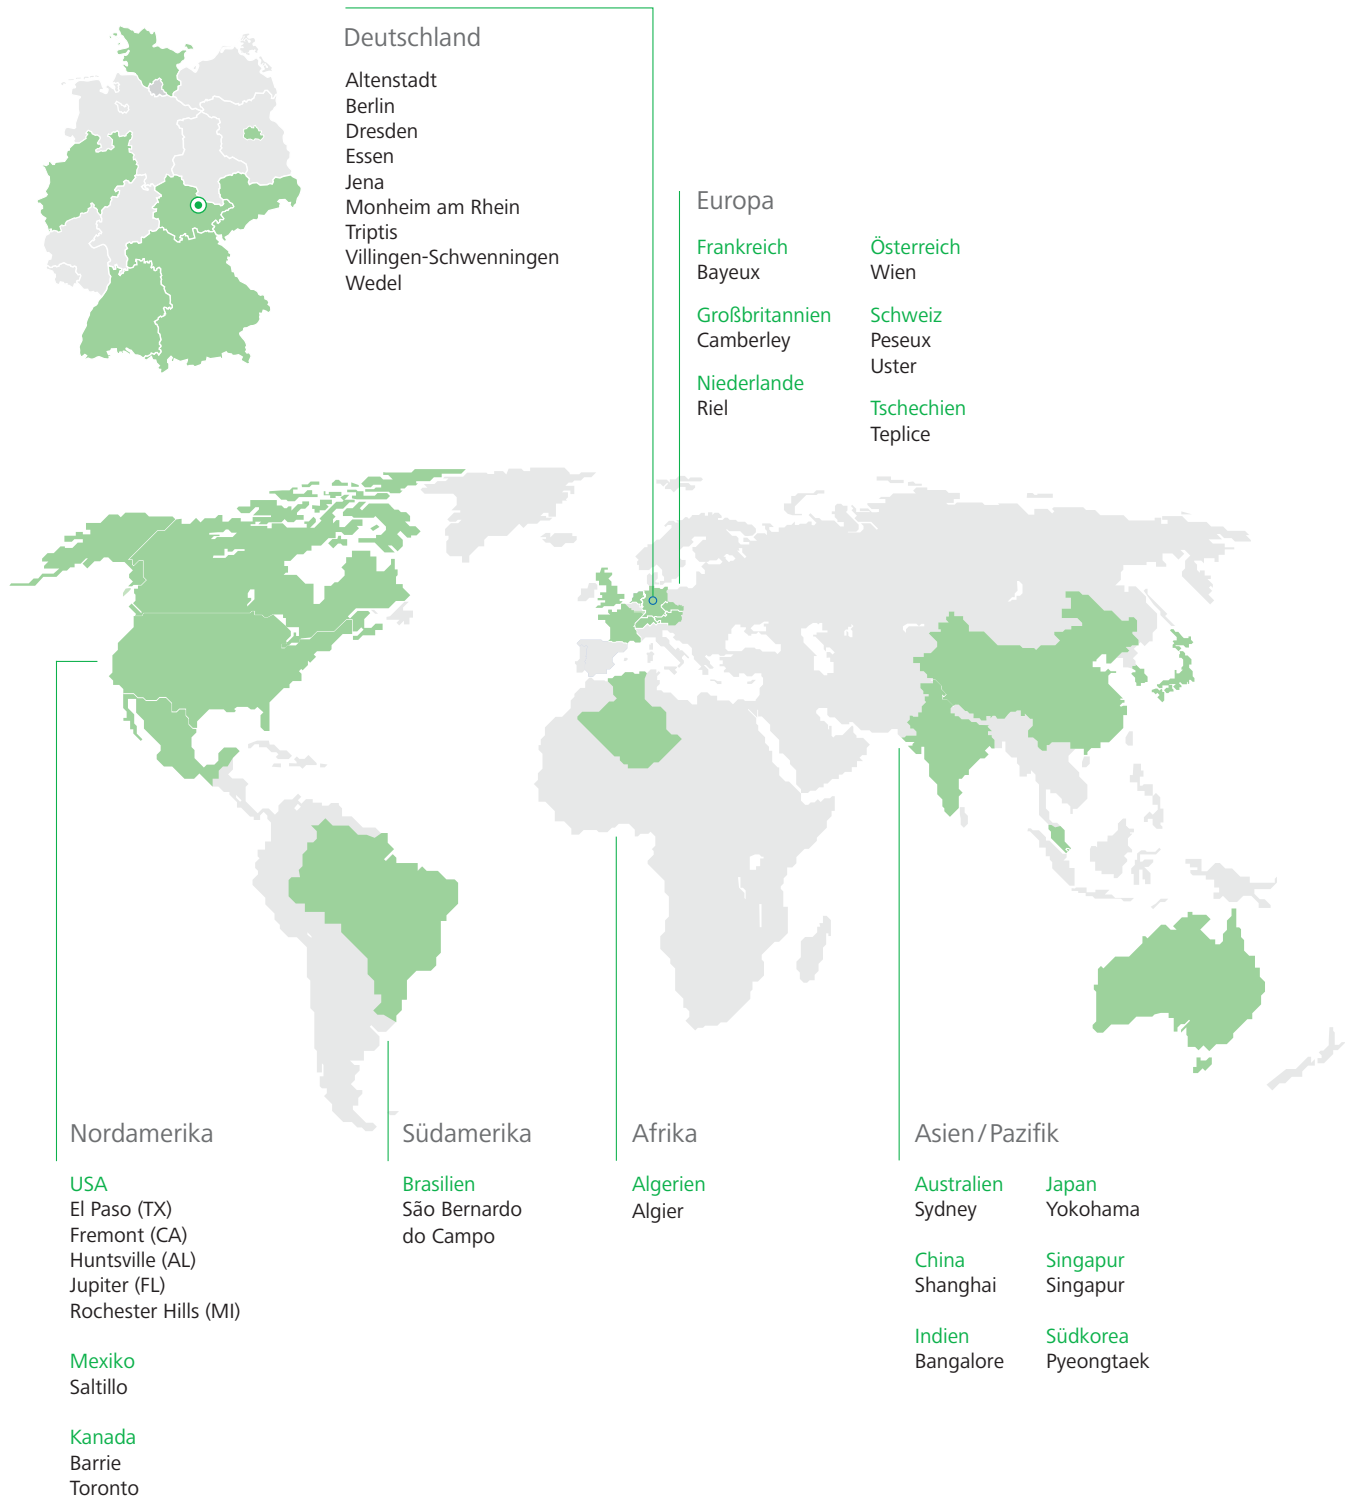 Deutschland
Altenstadt
Berlin
Dresden
Essen
Jena
Monheim am Rhein
Triptis
Villingen-Schwenningen
Wedel
Europa
Frankreich
Bayeux
Großbritannien
Camberley
Niederlande
Riel
Österreich
Wien
Schweiz
Peseux
Uster
Tschechien
Teplice
Nordamerika
USA
El Paso (TX)
Fremont (CA)
Huntsville (AL)
Jupiter (FL)
Rochester Hills (MI)
Mexiko
Saltillo
Kanada
Barrie
Toronto
Südamerika
Brasilien
São Bernardo
do Campo
Afrika
Algerien
Algier
Asien/Pazifik
Australien
Sydney
China
Shanghai
Indien
Bangalore
Japan
Yokohama
Singapur
Singapur
Südkorea
Pyeongtaek